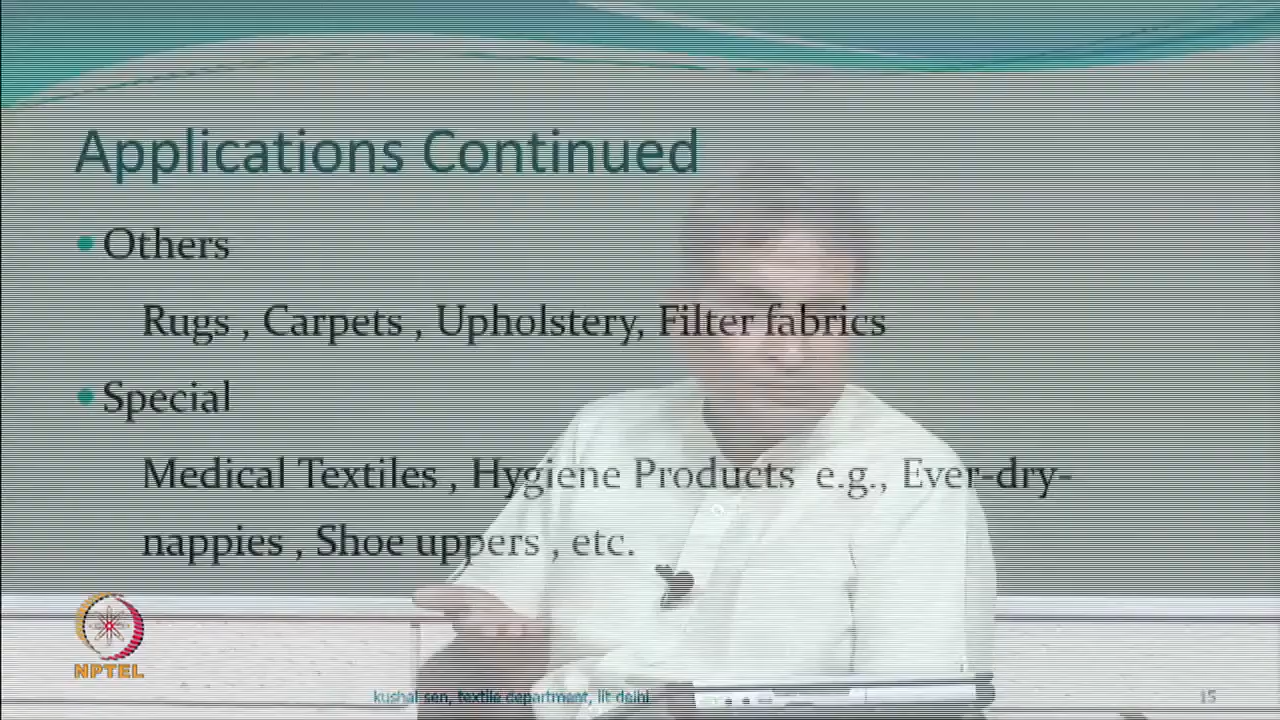 Applications Continued
Others
Rugs , Carpets , Upholstery, Filter fabrics
Special
Medical Textiles , Hygiene Products e.g., Ever-dry-
nappies , Shoe uppers , etc.
NPTEL
kushal sen, textile department, iit delhi
15